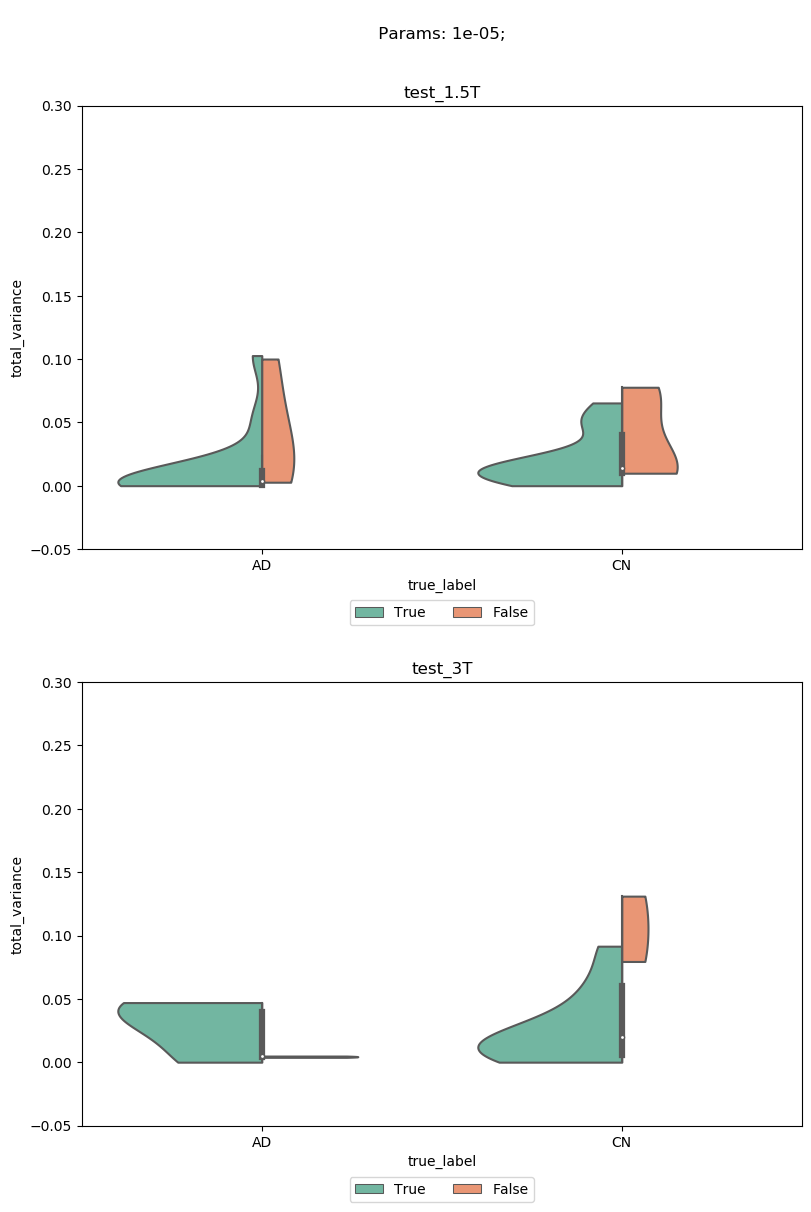 Params: 1e-05;
test_1.5T
0.30
0.25
0.20
0.15
0.10
0.05
0.00
−0.05
total_variance
AD CN
true_label
True False
test_3T
0.30
0.25
0.20
0.15
0.10
0.05
0.00
−0.05
total_variance
AD CN
true_label
True False